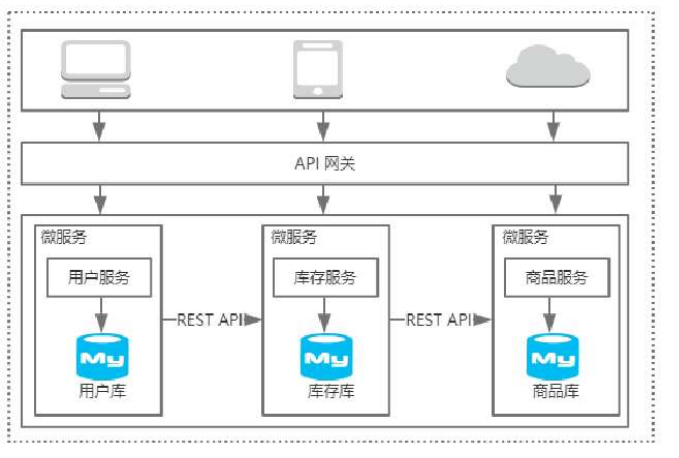 API 网关
微服务
微服务
微服务
用户服务
库存服务
商品服务
REST API
REST API
My
My
My
用户库
库存库
商品库